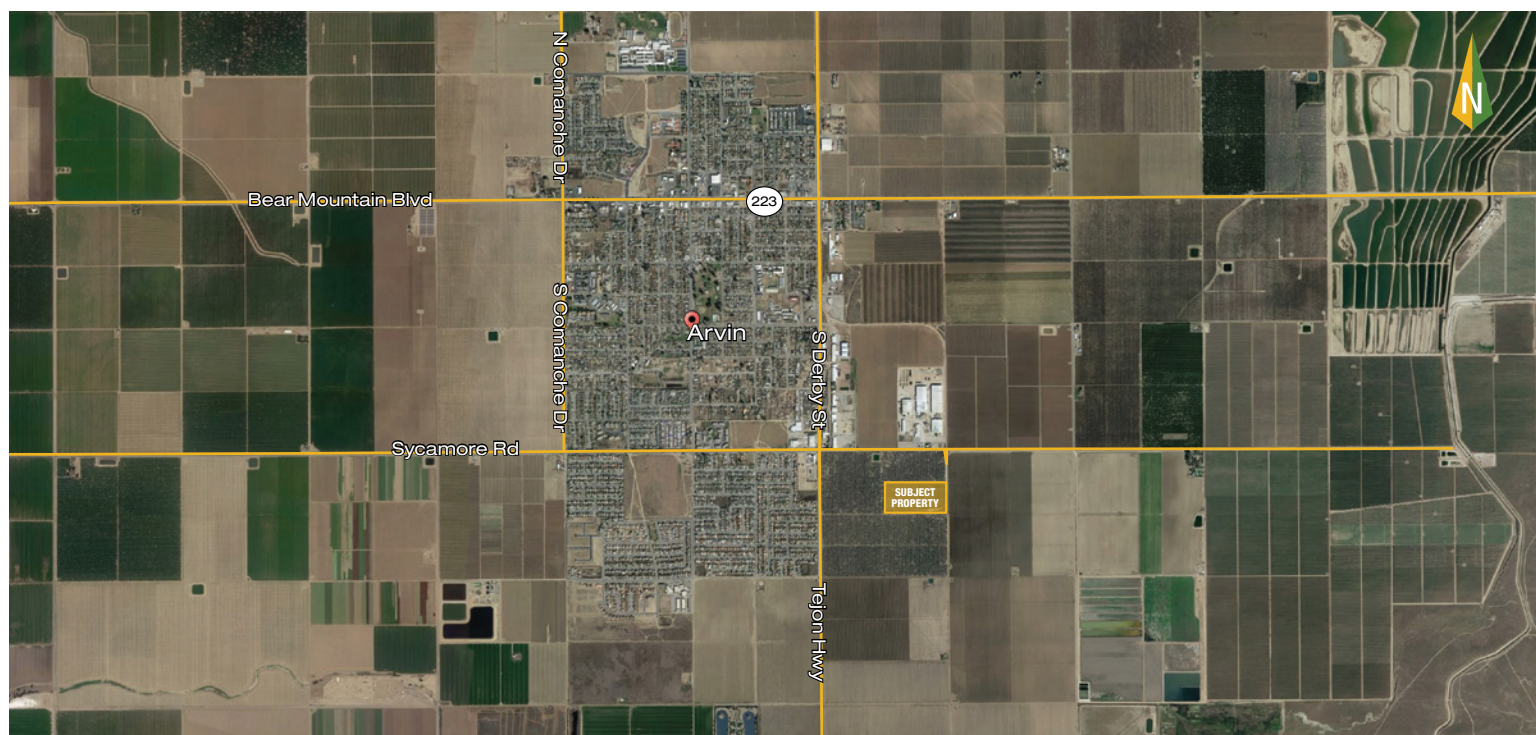 N Comanche Dr
N
Bear Mountain Blvd
223
S Comanche Dr
Arvin
S Derby St
Sycamore Rd
SUBJECT
PROPERTY
Tejon Hwy